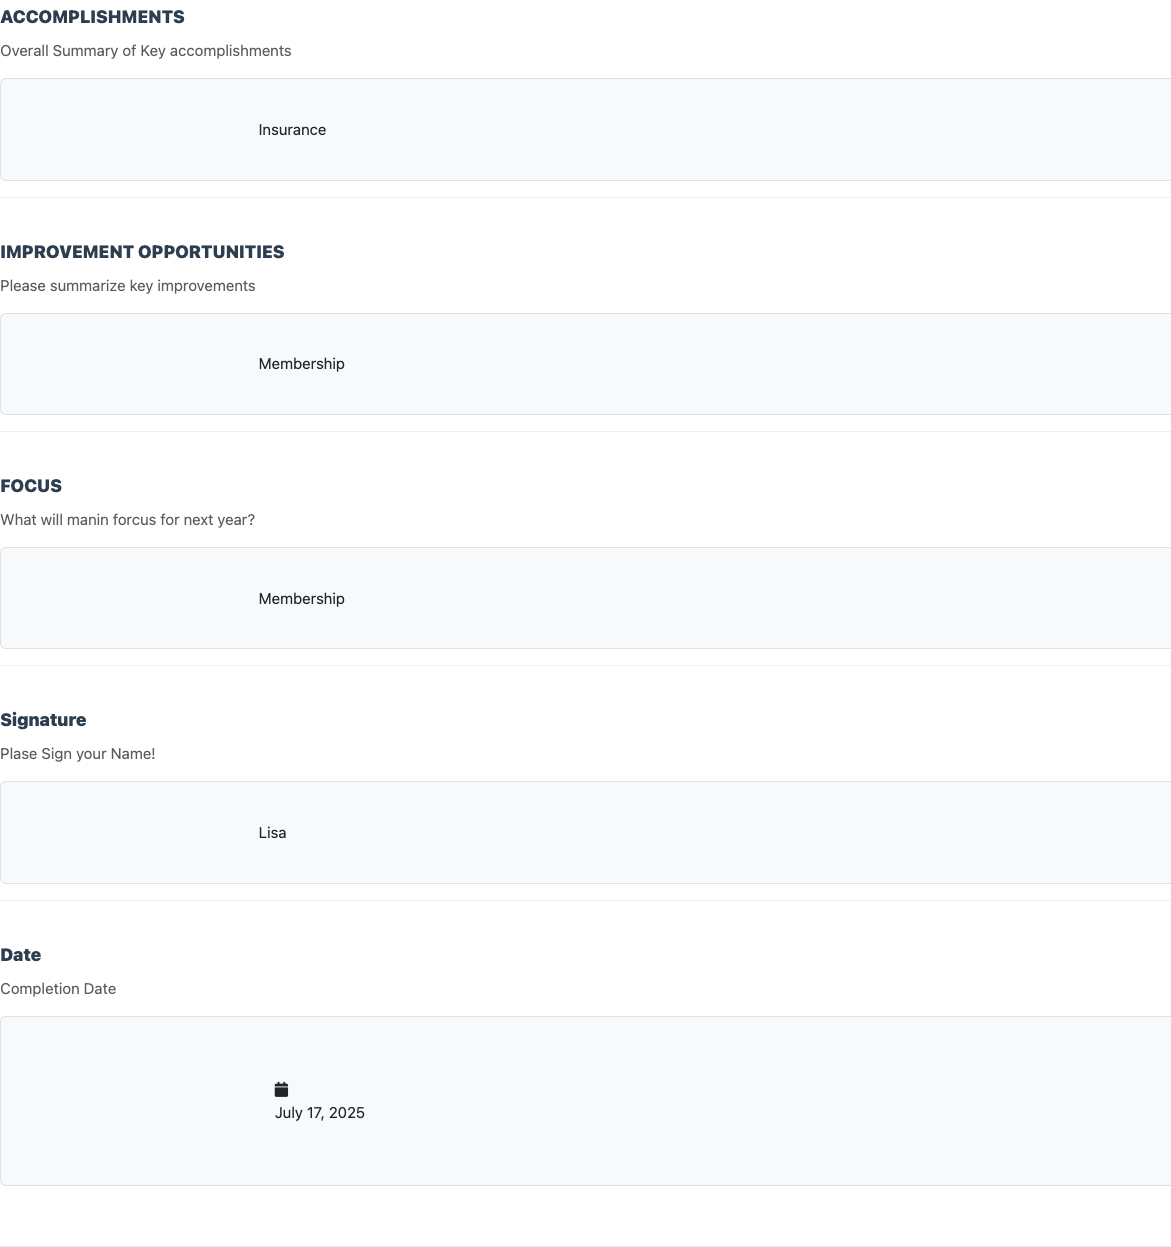 ACCOMPLISHMENTS
Overall Summary of Key accomplishments
Insurance
IMPROVEMENT OPPORTUNITIES
Please summarize key improvements
Membership
FOCUS
What will manin forcus for next year?
Membership
Signature
Plase Sign your Name!
Lisa
Date
Completion Date
July 17, 2025